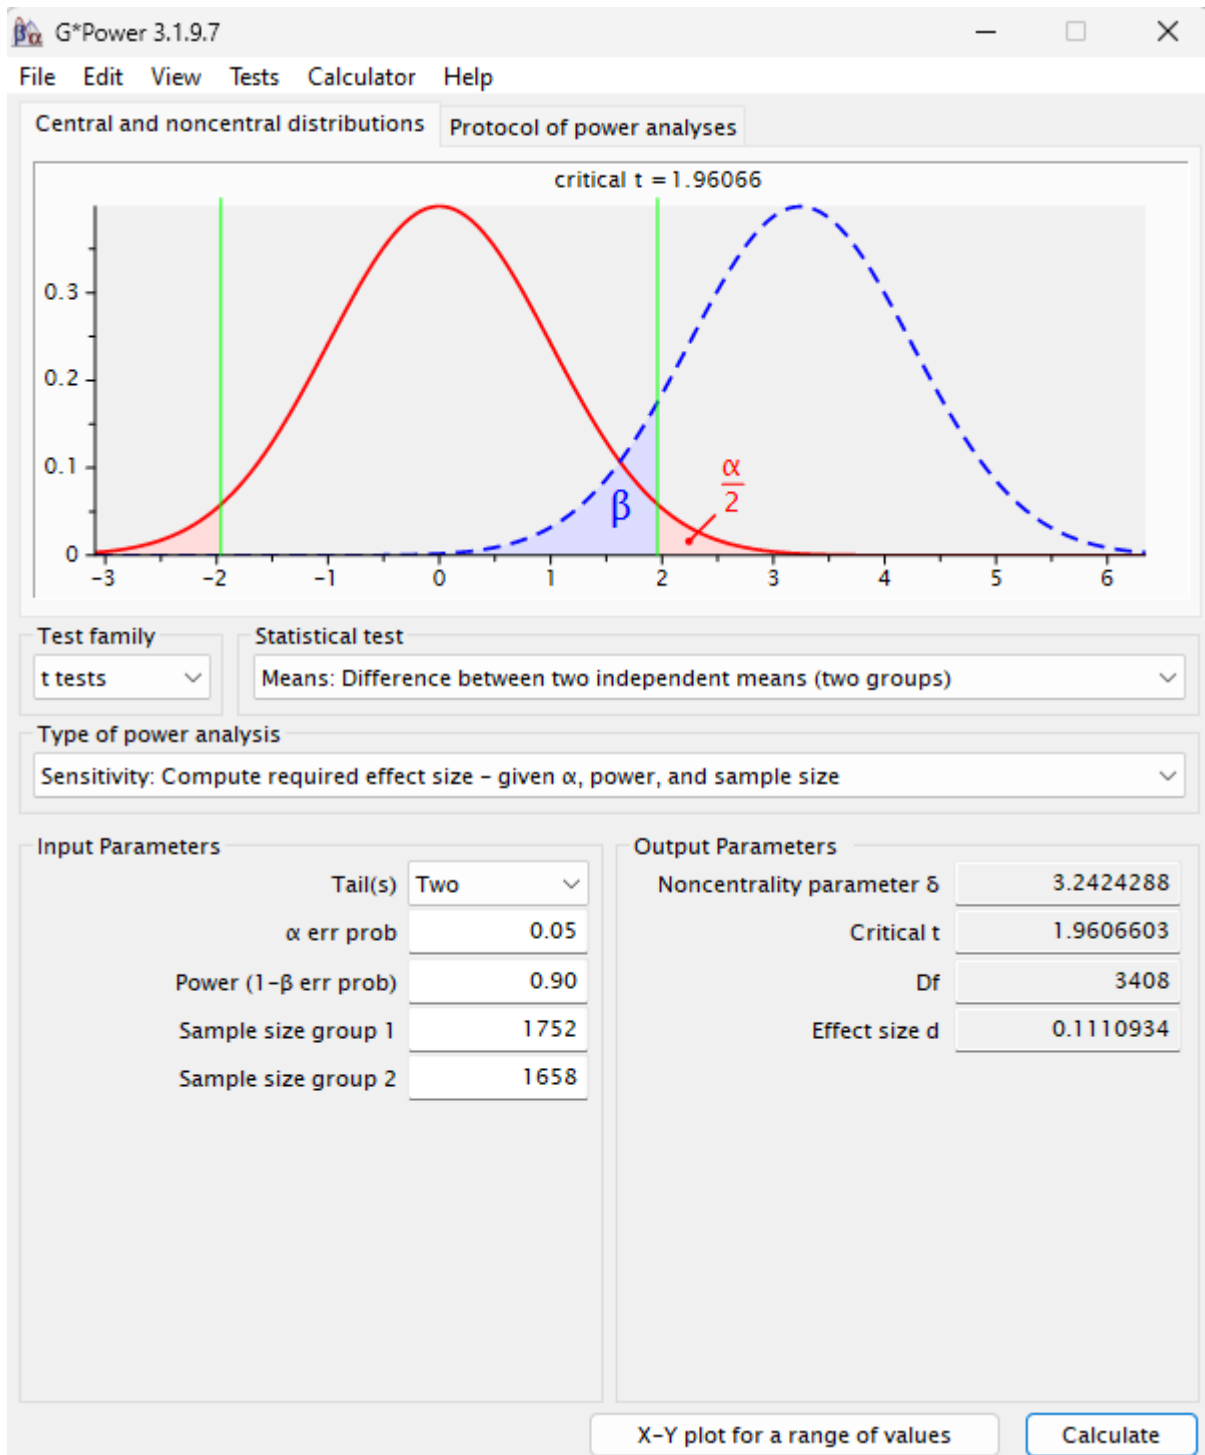 G*Power 3.1.9.7
File Edit View Tests Calculator Help
Central and noncentral distributions Protocol of power analyses
critical t = 1.96066
0.3
0.2
0.1
0
β
α
2
-3 -2 -1 0 1 2 3 4 5 6
Test family Statistical test
t tests Means: Difference between two independent means (two groups)
Type of power analysis
Sensitivity: Compute required effect size – given α, power, and sample size
Input Parameters Output Parameters
Tail(s) Two Noncentrality parameter δ 3.2424288
α err prob 0.05 Critical t 1.9606603
Power (1-β err prob) 0.90 Df 3408
Sample size group 1 1752 Effect size d 0.1110934
Sample size group 2 1658
X-Y plot for a range of values Calculate